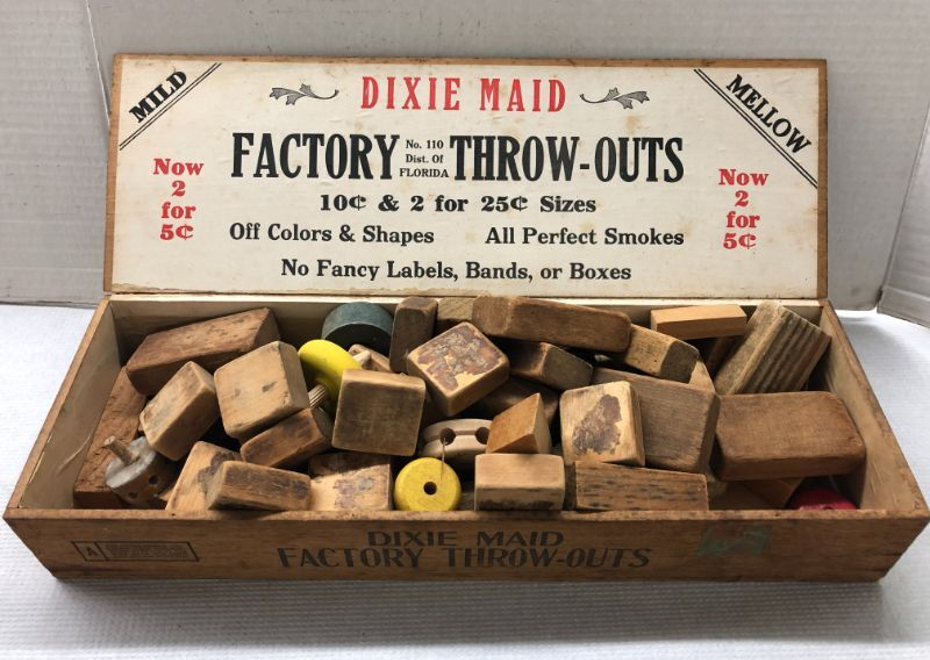 MILD
DIXIE MAID
MELLOW
FACTORY No. 110 Dist. Of FLORIDA THROW-OUTS
Now
2
for
5¢
10¢ & 2 for 25¢ Sizes
Off Colors & Shapes All Perfect Smokes
No Fancy Labels, Bands, or Boxes
Now
2
for
5¢
DIXIE MAID
FACTORY THROW-OUTS
A